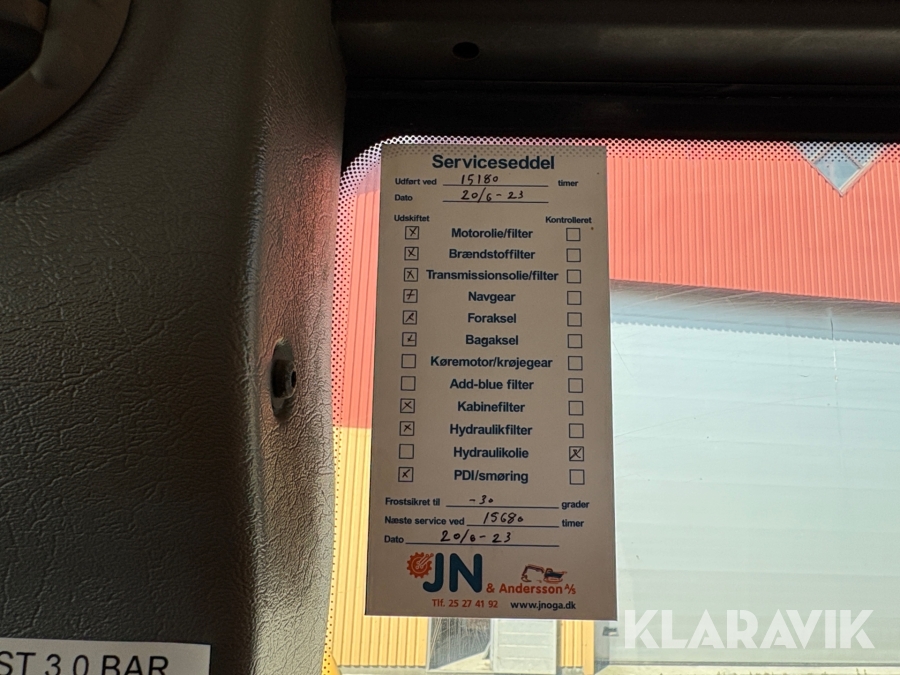 Serviceseddel
Udført ved 15180 timer
Dato 20/6-23
Udskiftet Kontrolleret
Motorolie/filter
Brændstoffilter
Transmissionsolie/filter
Navgear
Foraksel
Bagaksel
Køremotor/krøjegear
Add-blue filter
Kabinefilter
Hydraulikfilter
Hydraulikolie
PDI/smøring
Frostsikret til -30 grader
Næste service ved 15680 timer
Dato 20/6-23
JN & Andersson A/S
Tlf. 25 27 41 92 www.jnoga.dk
KLARAVIK
ST 3.0 BAR